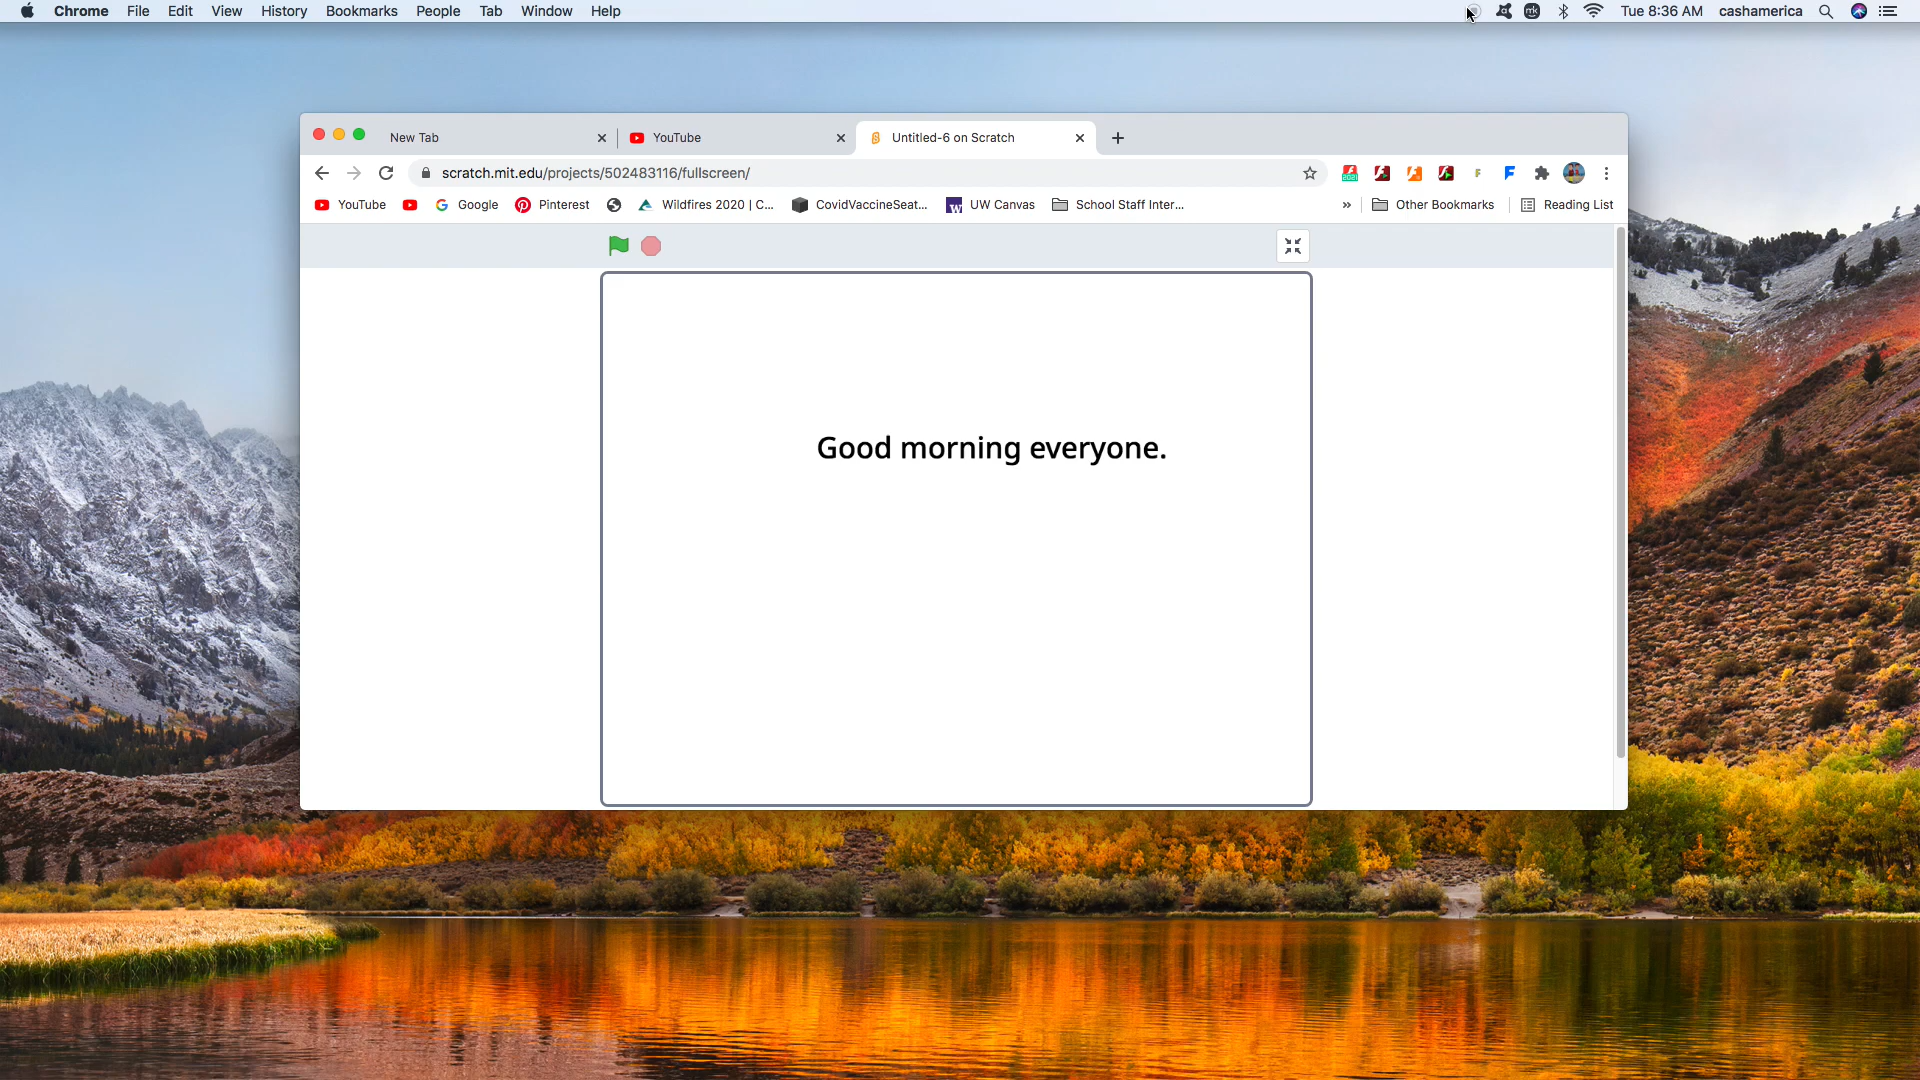 Chrome File Edit View History Bookmarks People Tab Window Help Tue 8:36 AM cashamerica
New Tab YouTube Untitled-6 on Scratch
scratch.mit.edu/projects/502483116/fullscreen/
YouTube Google Pinterest Wildfires 2020 | C... CovidVaccineSeat... UW Canvas School Staff Inter... » Other Bookmarks Reading List
Good morning everyone.